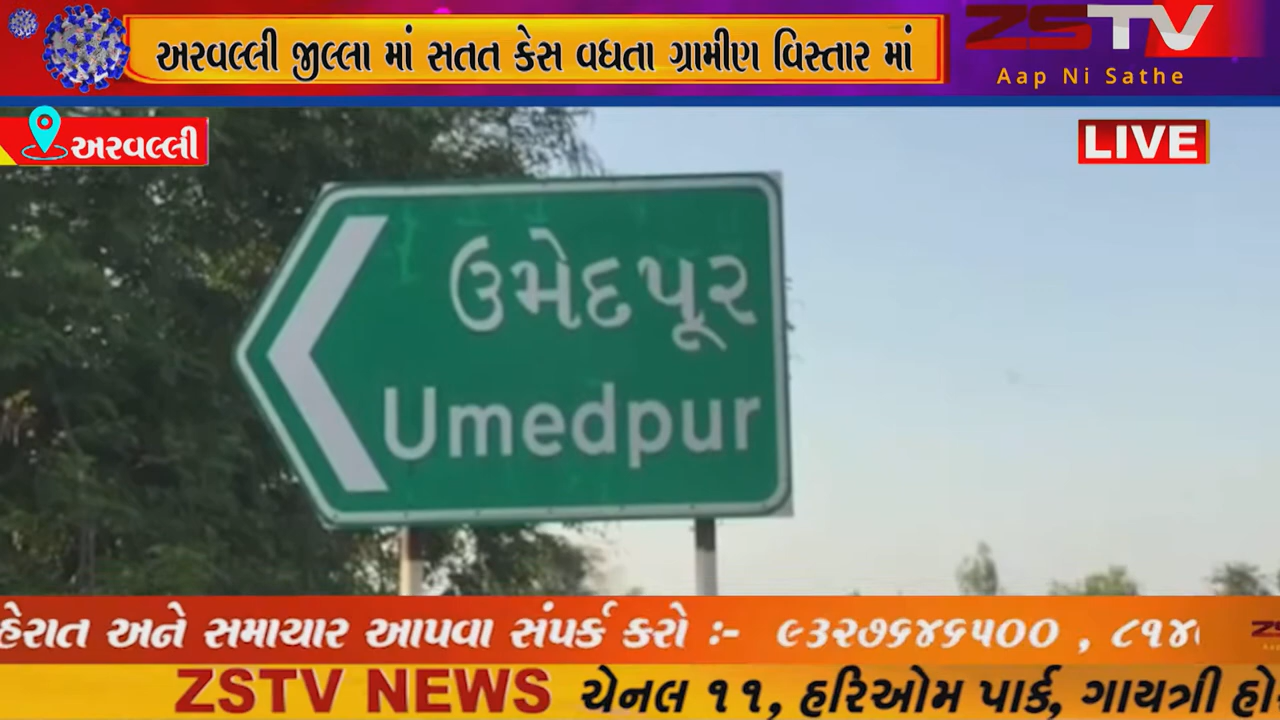 અરવલ્લી જીલ્લા માં સતત કેસ વધતા ગ્રામીણ વિસ્તાર માં
ZSTV
Aap Ni Sathe
અરવલ્લી
LIVE
ઉમેદપૂર
Umedpur
હેરાત અને સમાચાર આપવા સંપર્ક કરો :- ૯૩૨૭૬૪૬૫૦૦ , ૮૧૪
ZSTV NEWS ચેનલ ૧૧, હરિઓમ પાર્ક, ગાયત્રી